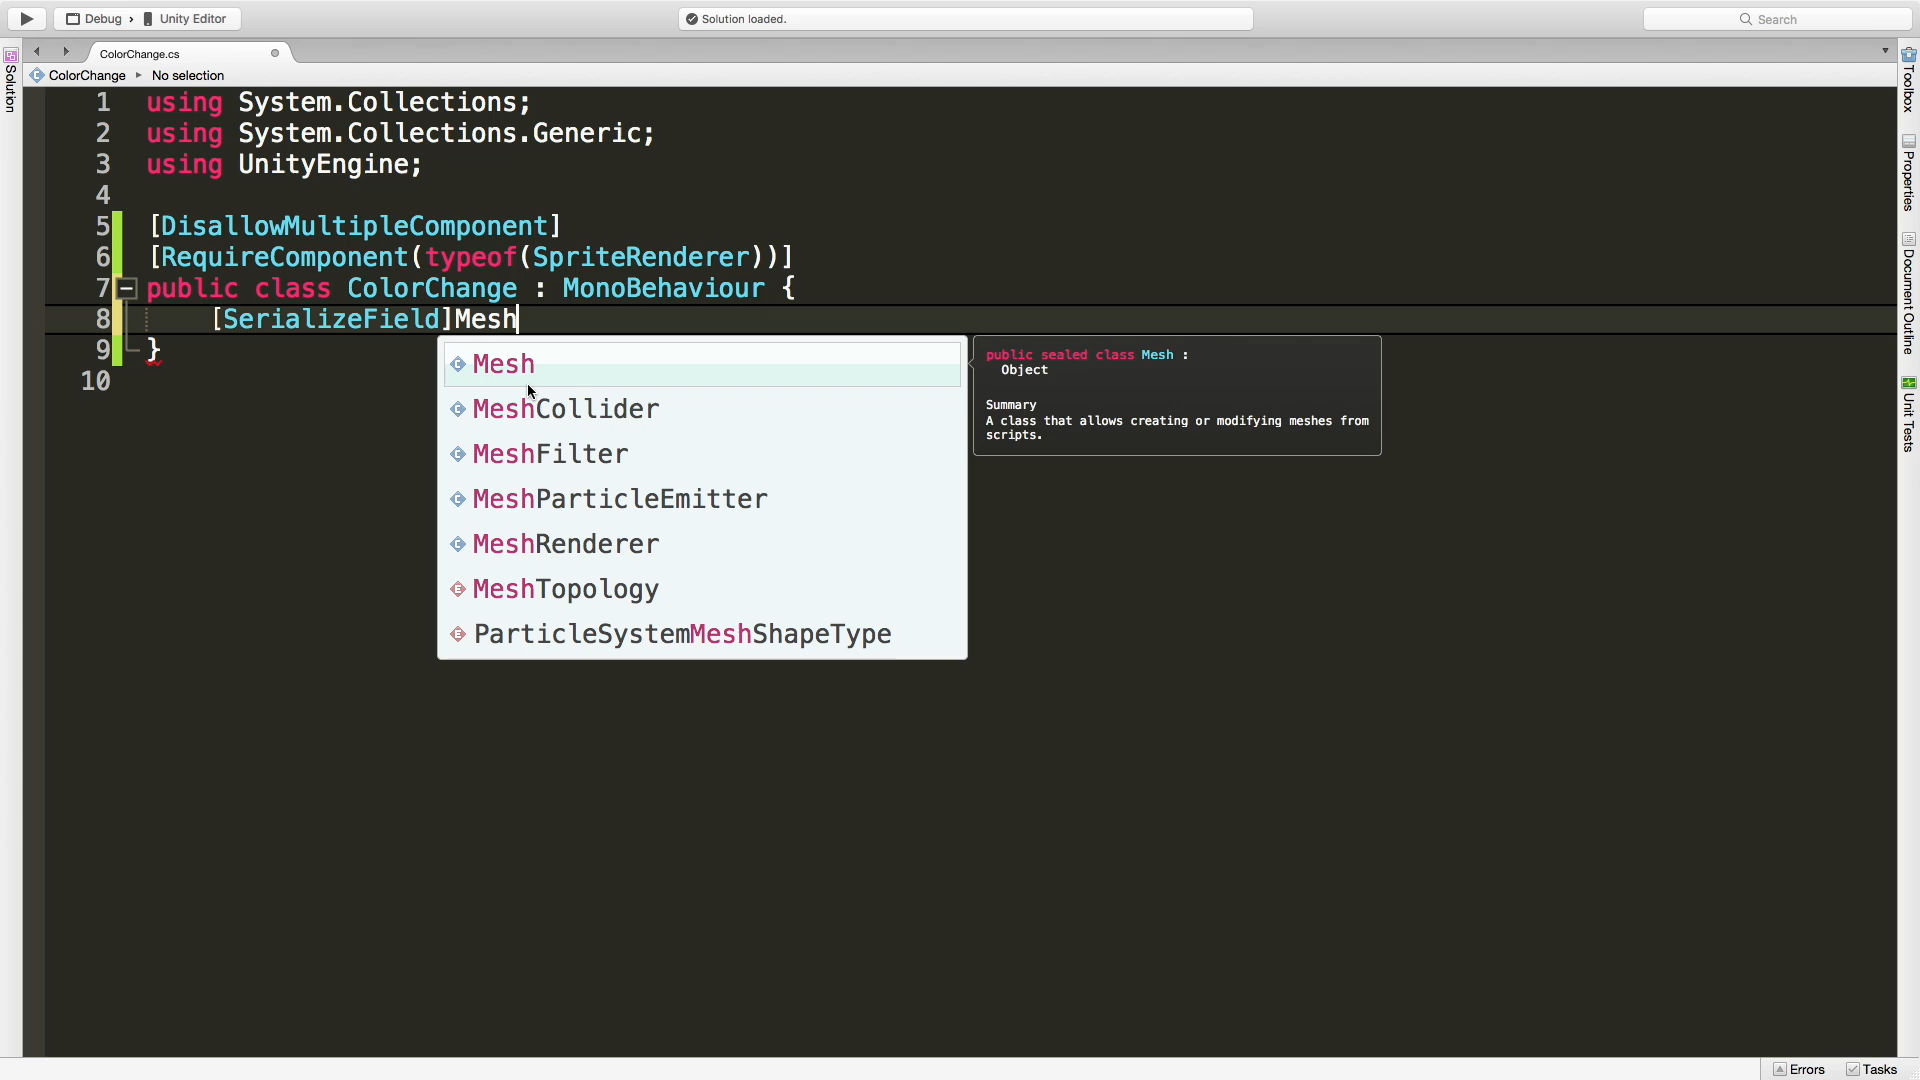 Debug › Unity Editor
Solution loaded.
Search
ColorChange.cs
ColorChange ▸ No selection
Solution
1 using System.Collections;
2 using System.Collections.Generic;
3 using UnityEngine;
4
5 [DisallowMultipleComponent]
6 [RequireComponent(typeof(SpriteRenderer))]
7 public class ColorChange : MonoBehaviour {
8 [SerializeField]Mesh
9 }
10
Mesh
MeshCollider
MeshFilter
MeshParticleEmitter
MeshRenderer
MeshTopology
ParticleSystemMeshShapeType
public sealed class Mesh :
Object
Summary
A class that allows creating or modifying meshes from
scripts.
Toolbox
Properties
Document Outline
Unit Tests
Errors
Tasks